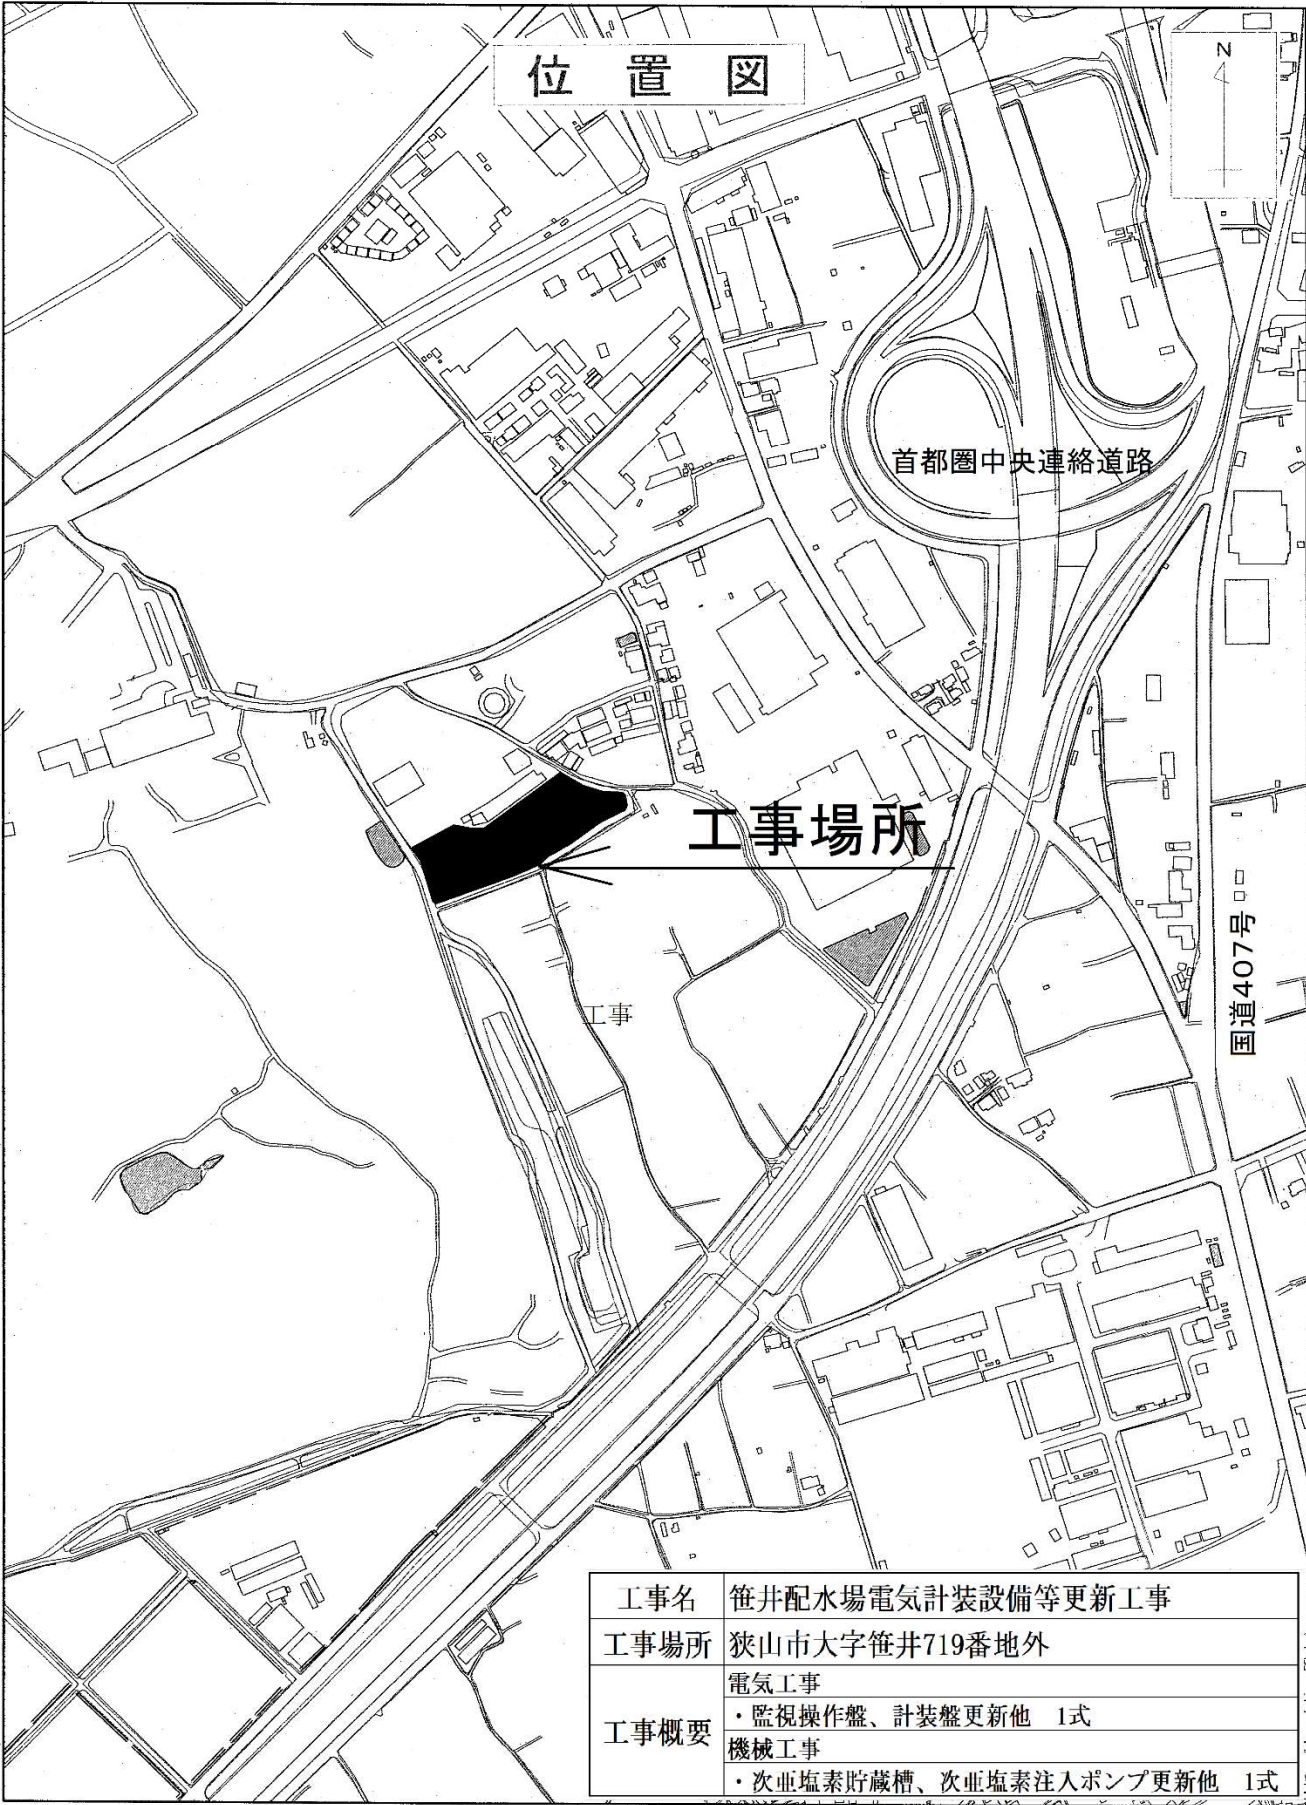 位置図
N
首都圏中央連絡道路
工事場所
国道407号
工事
工事名 笹井配水場電気計装設備等更新工事
工事場所 狭山市大字笹井719番地外
工事概要
電気工事
・監視操作盤、計装盤更新他 1式
機械工事
・次亜塩素貯蔵槽、次亜塩素注入ポンプ更新他 1式